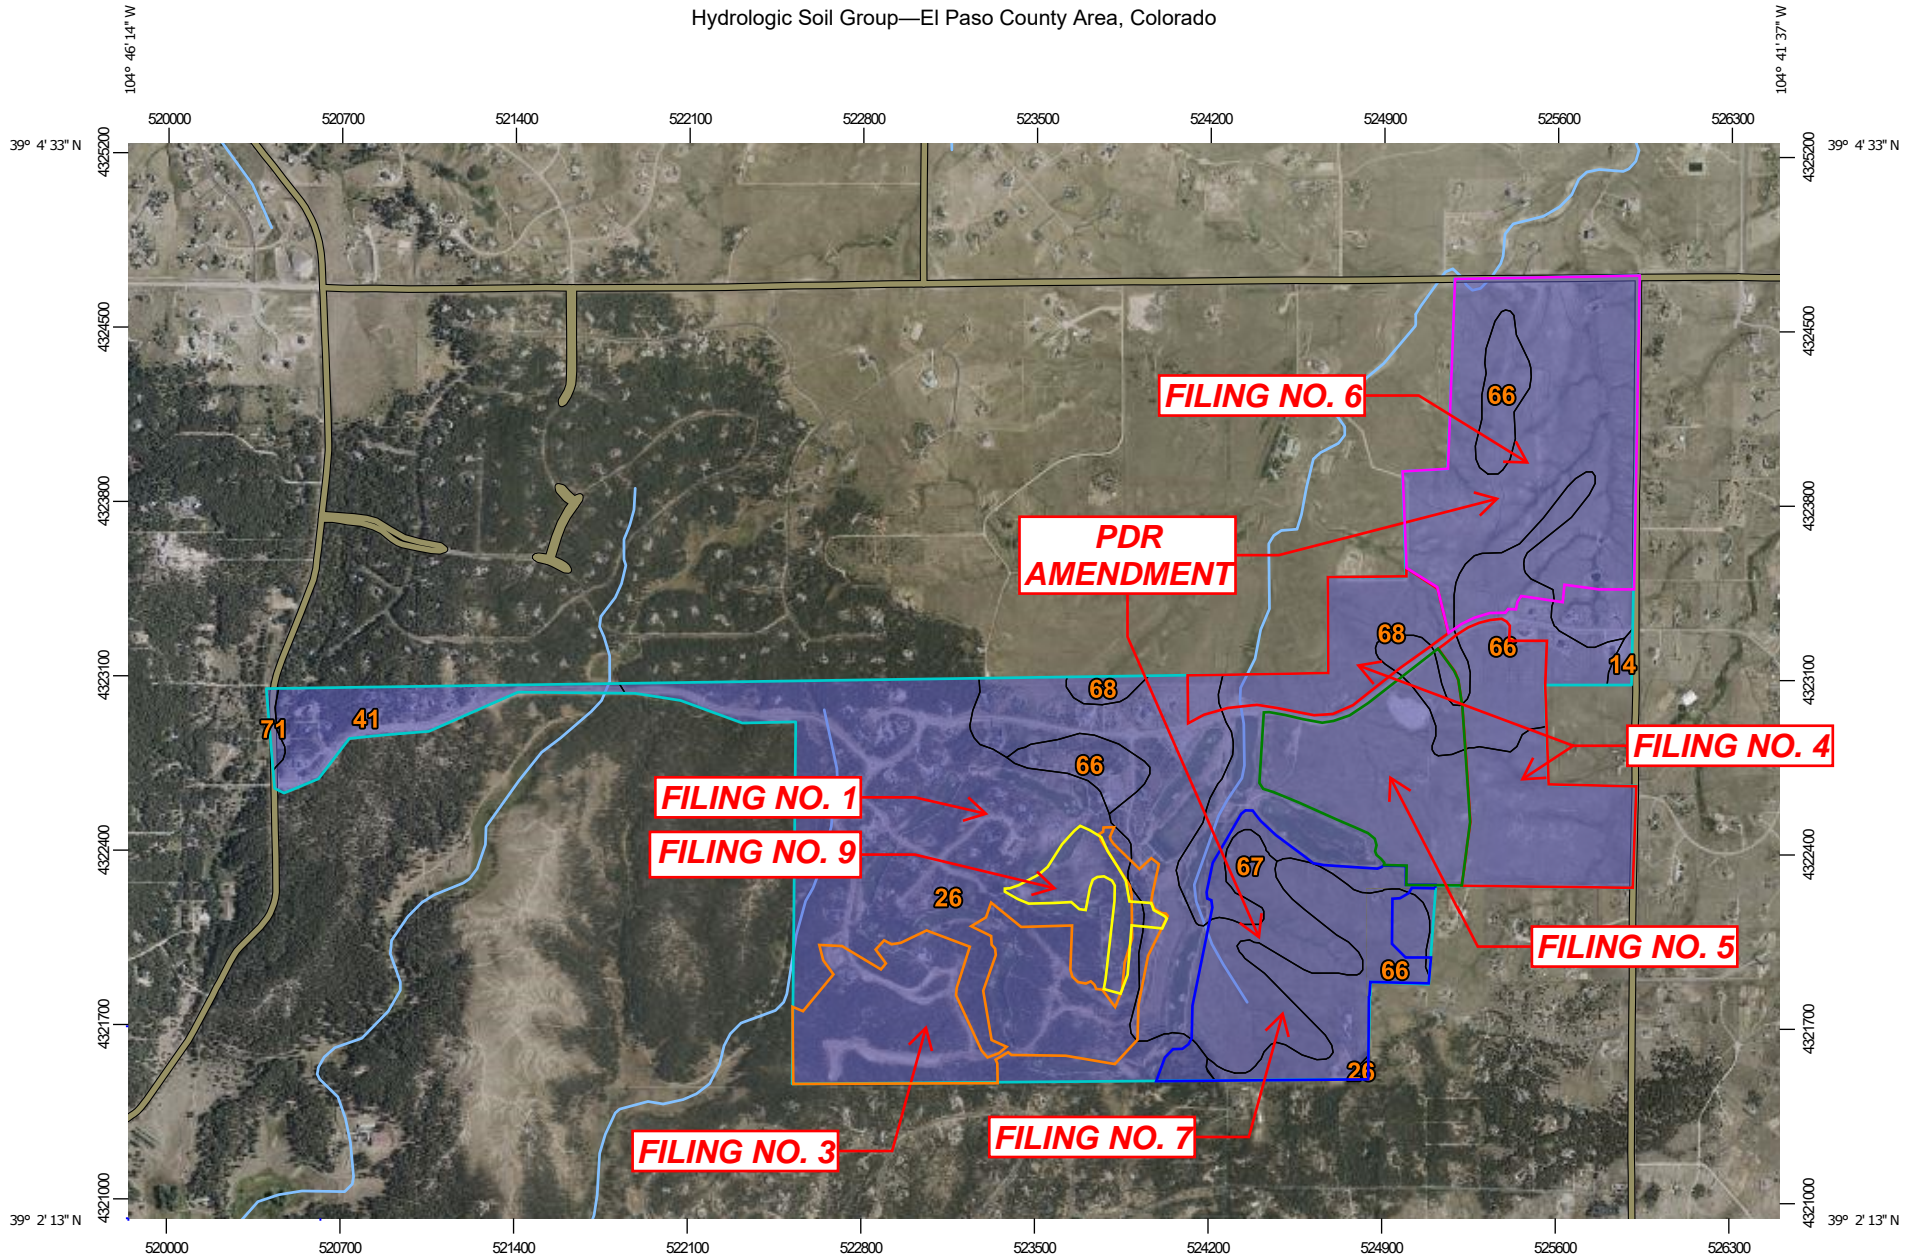 Hydrologic Soil Group—El Paso County Area, Colorado
104° 46' 14" W
104° 41' 37" W
520000 520700 521400 522100 522800 523500 524200 524900 525600 526300
39° 4' 33" N
39° 4' 33" N
4325200
4325200
4324500
4324500
FILING NO. 6
66
4323800
4323800
PDR
AMENDMENT
68
66
14
4323100
4323100
68
41
71
FILING NO. 4
66
FILING NO. 1
FILING NO. 9
4322400
4322400
67
26
FILING NO. 5
66
4321700
4321700
26
FILING NO. 7
FILING NO. 3
4321000
4321000
39° 2' 13" N
39° 2' 13" N
520000 520700 521400 522100 522800 523500 524200 524900 525600 526300